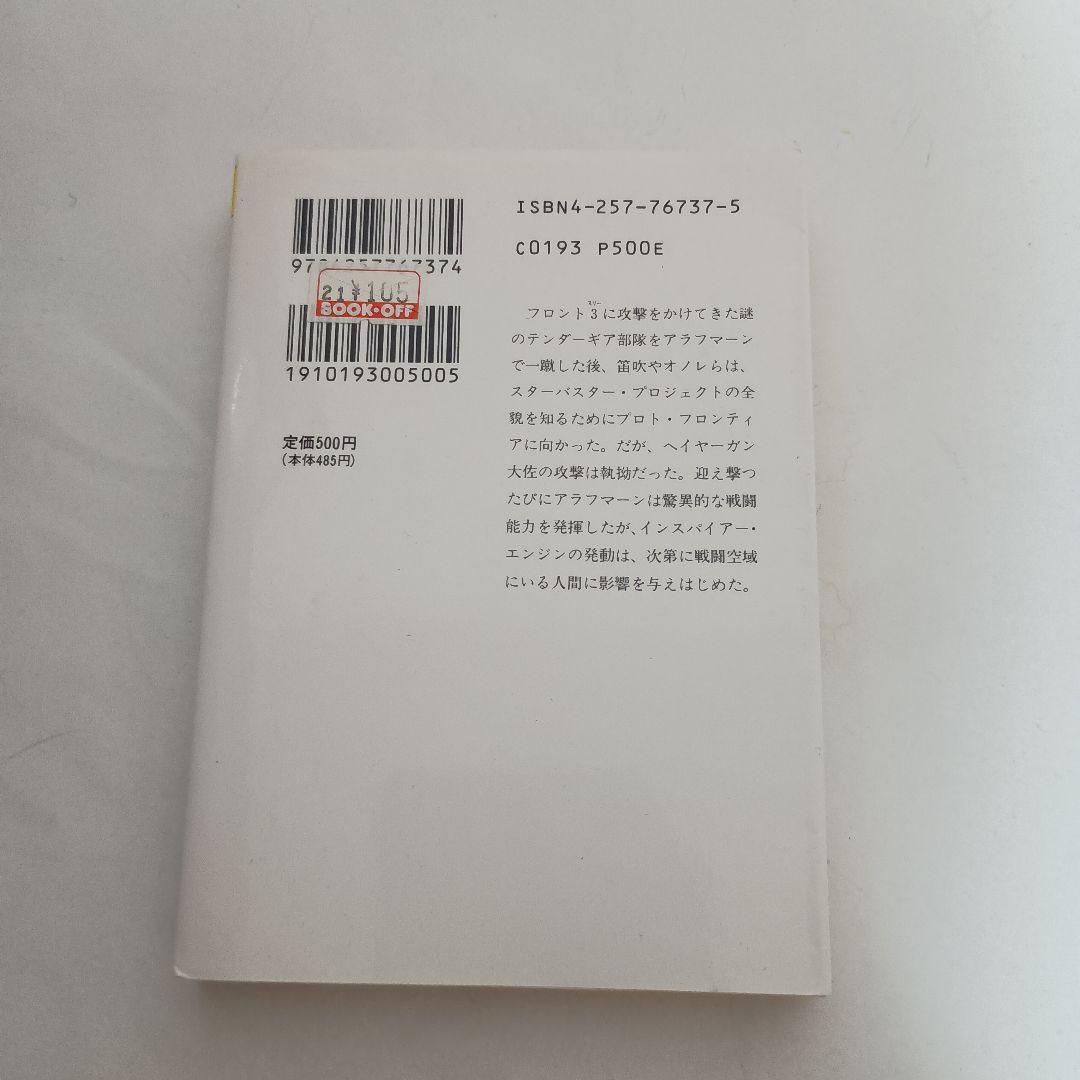 ISBN4-257-76737-5
C0193 P500E
21 ¥105
BOOK・OFF
1910193005005
定価500円
(本体485円)
フロント3に攻撃をかけてきた謎
スリー
のテンダーギア部隊をアラフマーン
で一蹴した後、笛吹やオノレらは、
スターバスター・プロジェクトの全
貌を知るためにプロト・フロンティ
アに向かった。だが、ヘイヤーガン
大佐の攻撃は執拗だった。迎え撃つ
たびにアラフマーンは驚異的な戦闘
能力を発揮したが、インスパイアー・
エンジンの発動は、次第に戦闘空域
にいる人間に影響を与えはじめた。